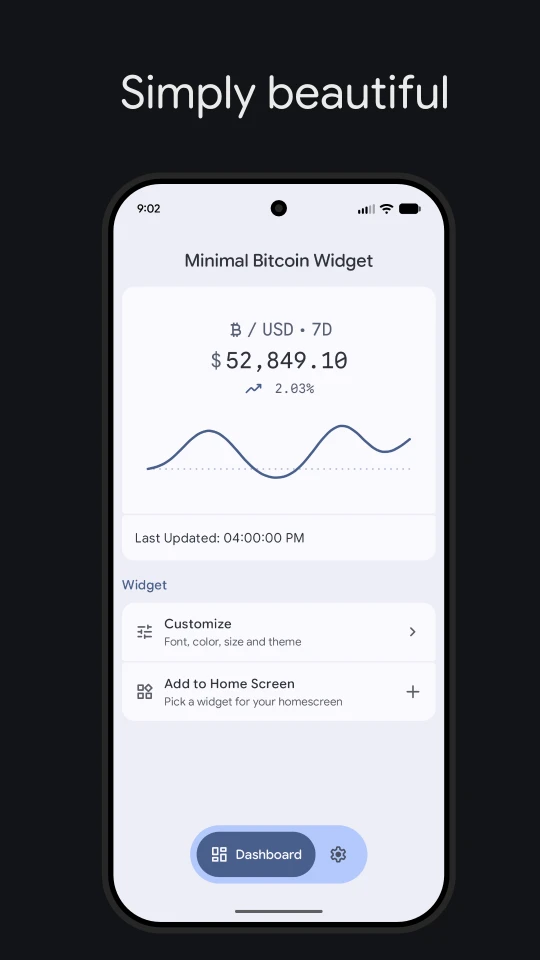 Simply beautiful
9:02
Minimal Bitcoin Widget
₿ / USD • 7D
$52,849.10
2.03%
Last Updated: 04:00:00 PM
Widget
Customize
Font, color, size and theme
Add to Home Screen
Pick a widget for your homescreen
Dashboard